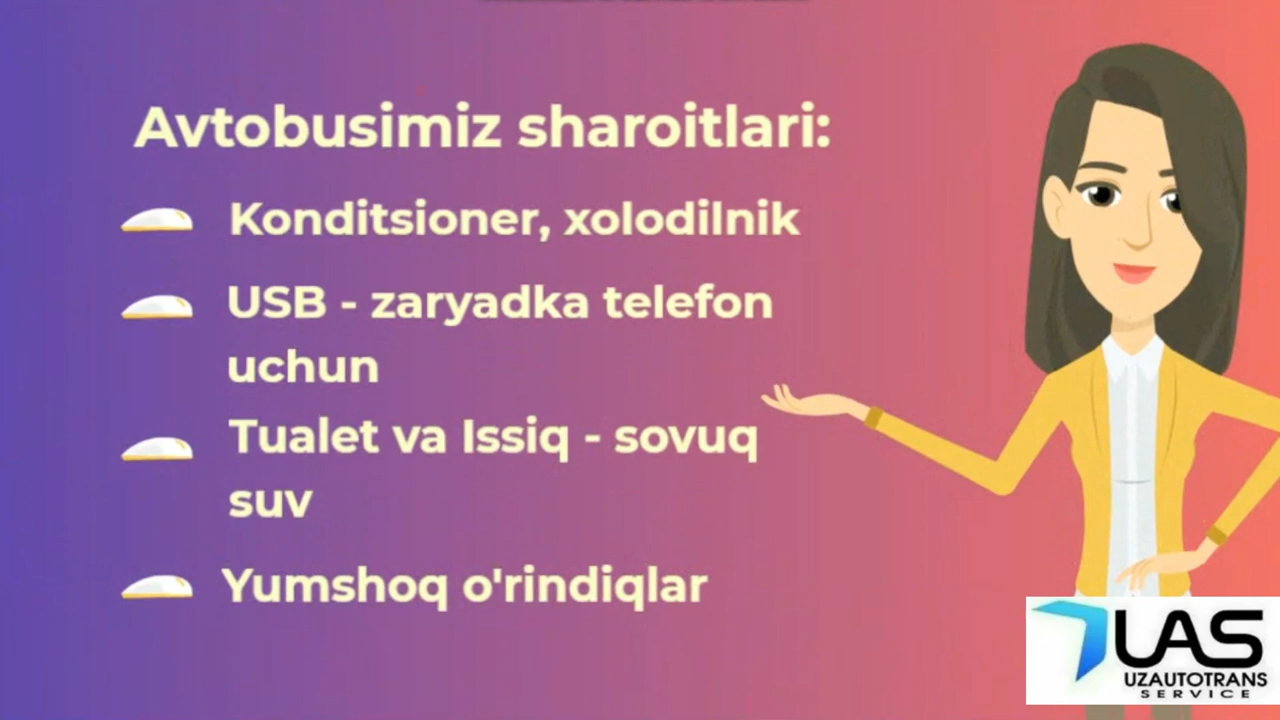 Avtobusimiz sharoitlari:
Konditsioner, xolodilnik
USB - zaryadka telefon
uchun
Tualet va Issiq - sovuq
suv
Yumshoq o'rindiqlar
UAS
UZAUTOTRANS
SERVICE